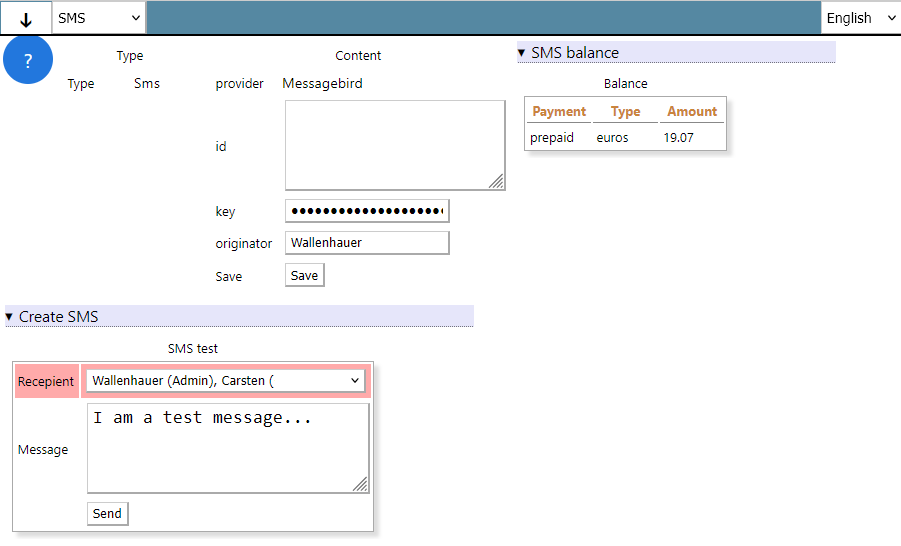 ↓ SMS English
?
Type Content
Type Sms provider Messagebird
id
key ••••••••••••••••••••
originator Wallenhauer
Save Save
▼ SMS balance
Balance
Payment Type Amount
prepaid euros 19.07
▼ Create SMS
SMS test
Recepient Wallenhauer (Admin), Carsten (
Message I am a test message...
Send